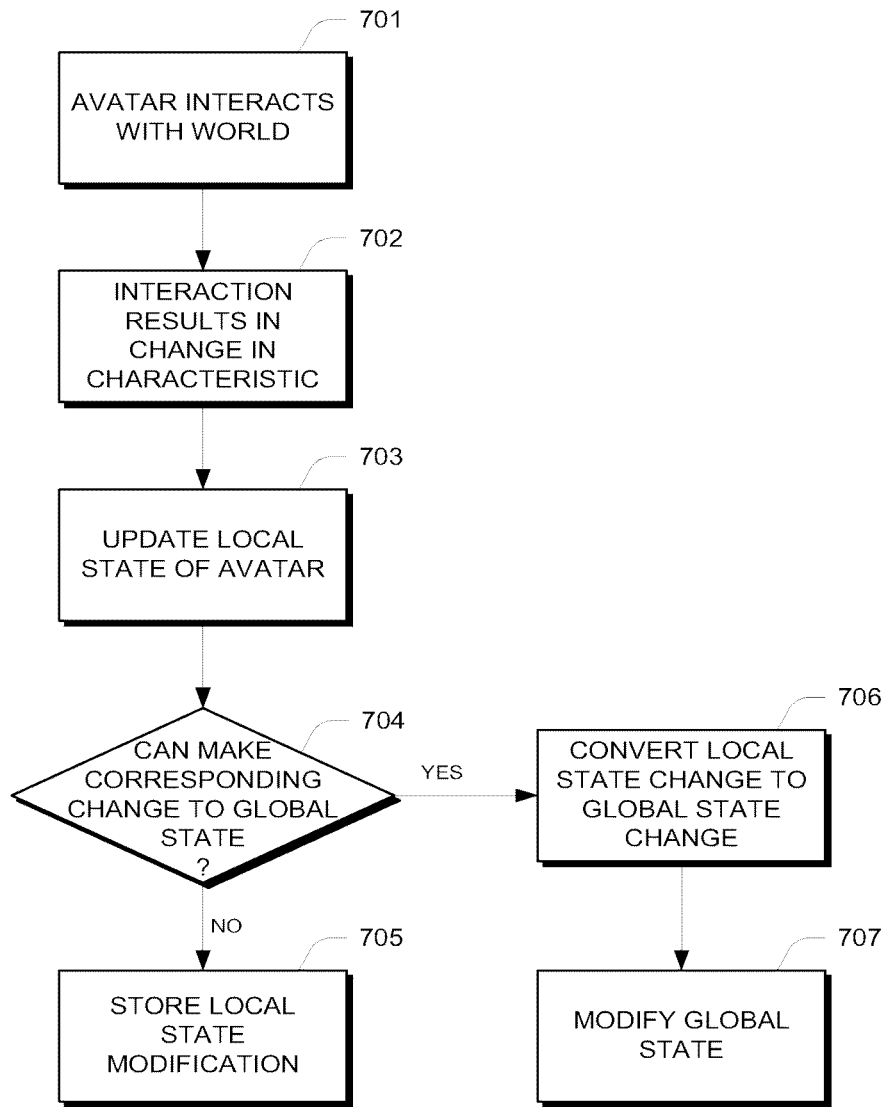 701
AVATAR INTERACTS
WITH WORLD
702
INTERACTION
RESULTS IN
CHANGE IN
CHARACTERISTIC
703
UPDATE LOCAL
STATE OF AVATAR
704
CAN MAKE
CORRESPONDING
CHANGE TO GLOBAL
STATE
?
YES
706
CONVERT LOCAL
STATE CHANGE TO
GLOBAL STATE
CHANGE
NO
705
STORE LOCAL
STATE
MODIFICATION
707
MODIFY GLOBAL
STATE